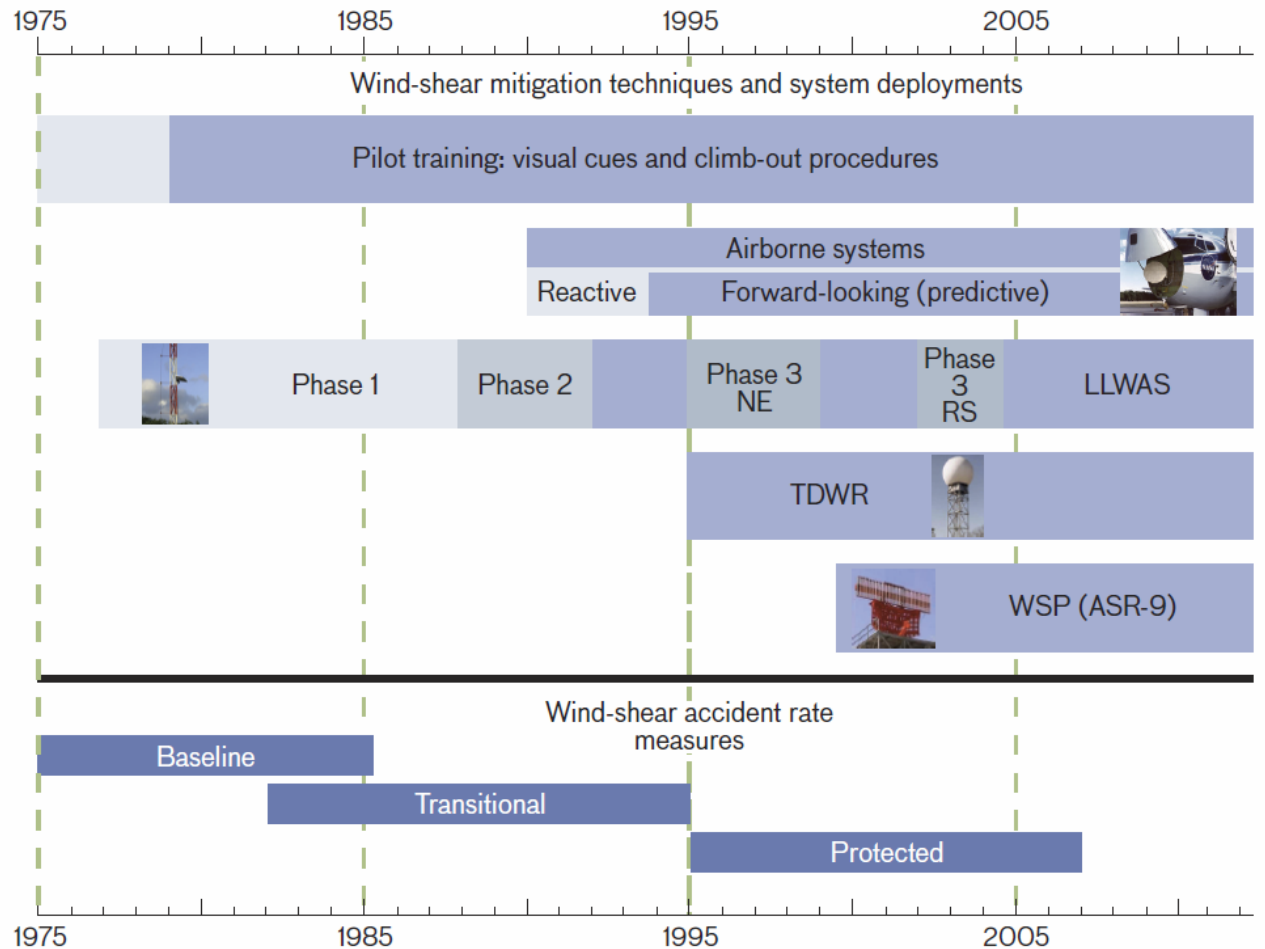 1975 1985 1995 2005
Wind-shear mitigation techniques and system deployments
Pilot training: visual cues and climb-out procedures
Airborne systems
Reactive Forward-looking (predictive)
Phase 1
Phase 2
Phase 3
NE
Phase
3
RS
LLWAS
TDWR
WSP (ASR-9)
Wind-shear accident rate
measures
Baseline
Transitional
Protected
1975 1985 1995 2005